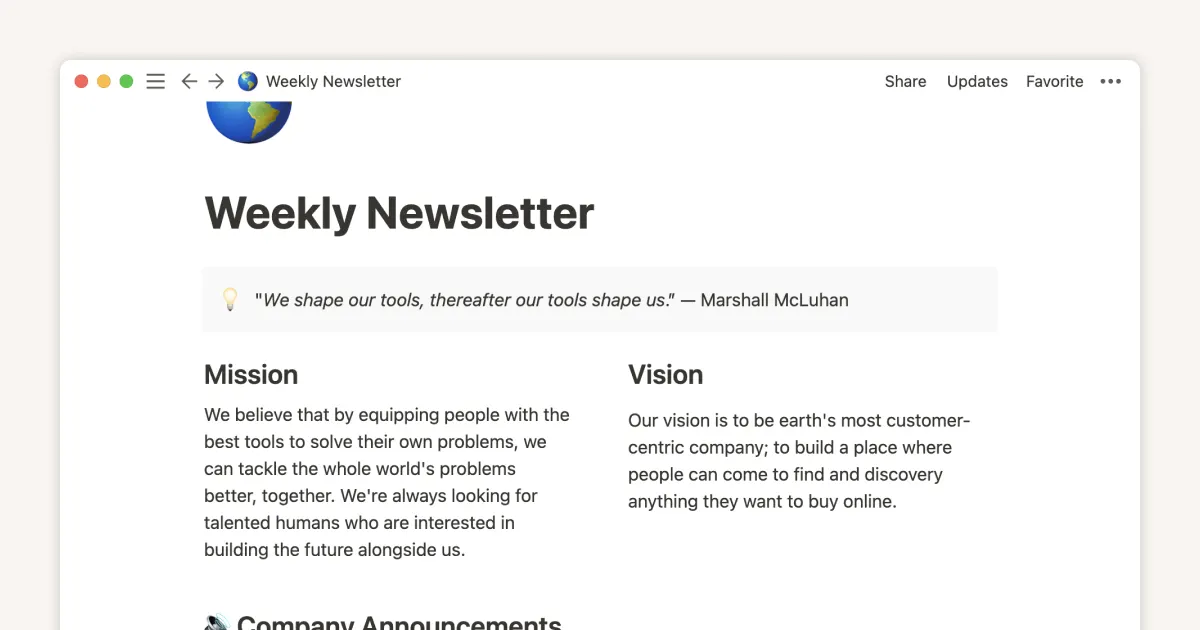 Weekly Newsletter
Share Updates Favorite
Weekly Newsletter
"We shape our tools, thereafter our tools shape us." — Marshall McLuhan
Mission
We believe that by equipping people with the
best tools to solve their own problems, we
can tackle the whole world's problems
better, together. We're always looking for
talented humans who are interested in
building the future alongside us.
Vision
Our vision is to be earth's most customer-
centric company; to build a place where
people can come to find and discovery
anything they want to buy online.
Company Announcements